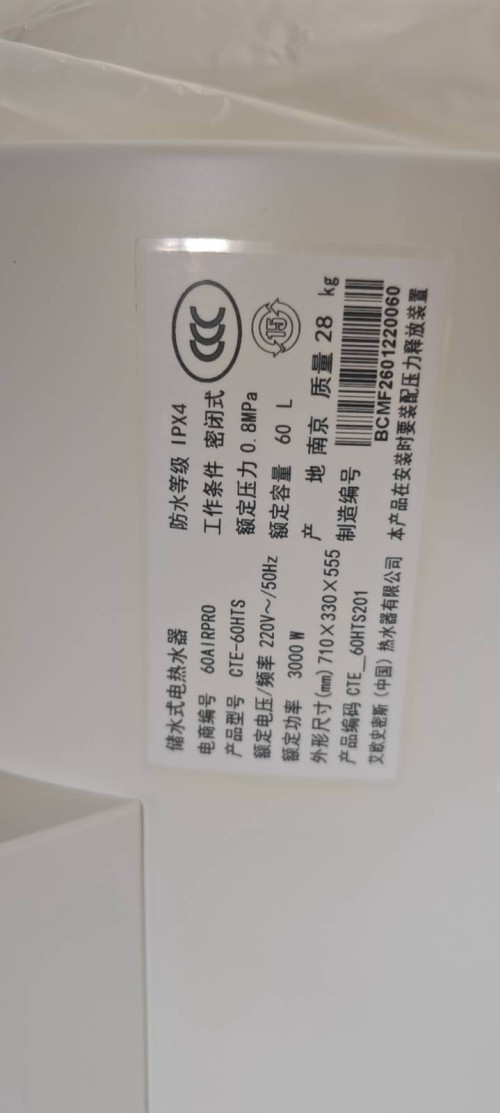 储水式电热水器
电商编号 60AIRPRO
产品型号 CTE-60HTS
额定电压/频率 220V～/50Hz
额定功率 3000 W
外形尺寸(mm) 710×330×555
产品编码 CTE__60HTS201
艾欧史密斯(中国)热水器有限公司
CCC
防水等级 IPX4
工作条件 密闭式
额定压力 0.8MPa
15
额定容量 60 L
产 地 南京 质量 28 kg
制造编号
BCMF2601220060
本产品在安装时要装配压力释放装置